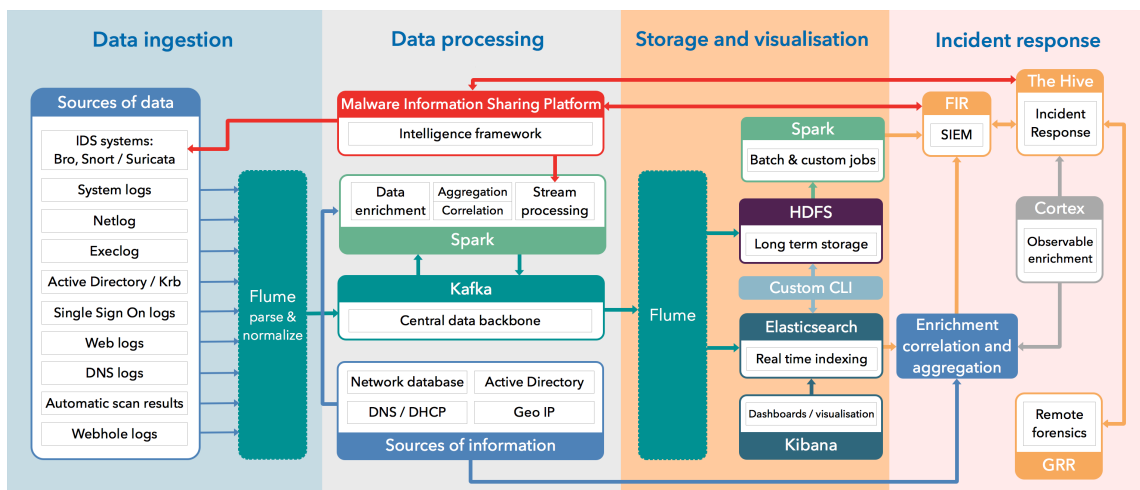 Data ingestion
Data processing
Storage and visualisation
Incident response
Sources of data
IDS systems:
Bro, Snort / Suricata
System logs
Netlog
Execlog
Active Directory / Krb
Single Sign On logs
Web logs
DNS logs
Automatic scan results
Webhole logs
Flume
parse &
normalize
Malware Information Sharing Platform
Intelligence framework
Data
enrichment
Aggregation
Correlation
Stream
processing
Spark
Kafka
Central data backbone
Network database
Active Directory
DNS / DHCP
Geo IP
Sources of information
Flume
Spark
Batch & custom jobs
HDFS
Long term storage
Custom CLI
Elasticsearch
Real time indexing
Dashboards / visualisation
Kibana
FIR
SIEM
The Hive
Incident
Response
Cortex
Observable
enrichment
Enrichment
correlation and
aggregation
Remote
forensics
GRR